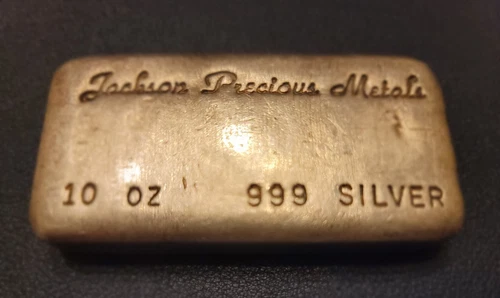 Jackson Precious Metals
10 oz 999 SILVER